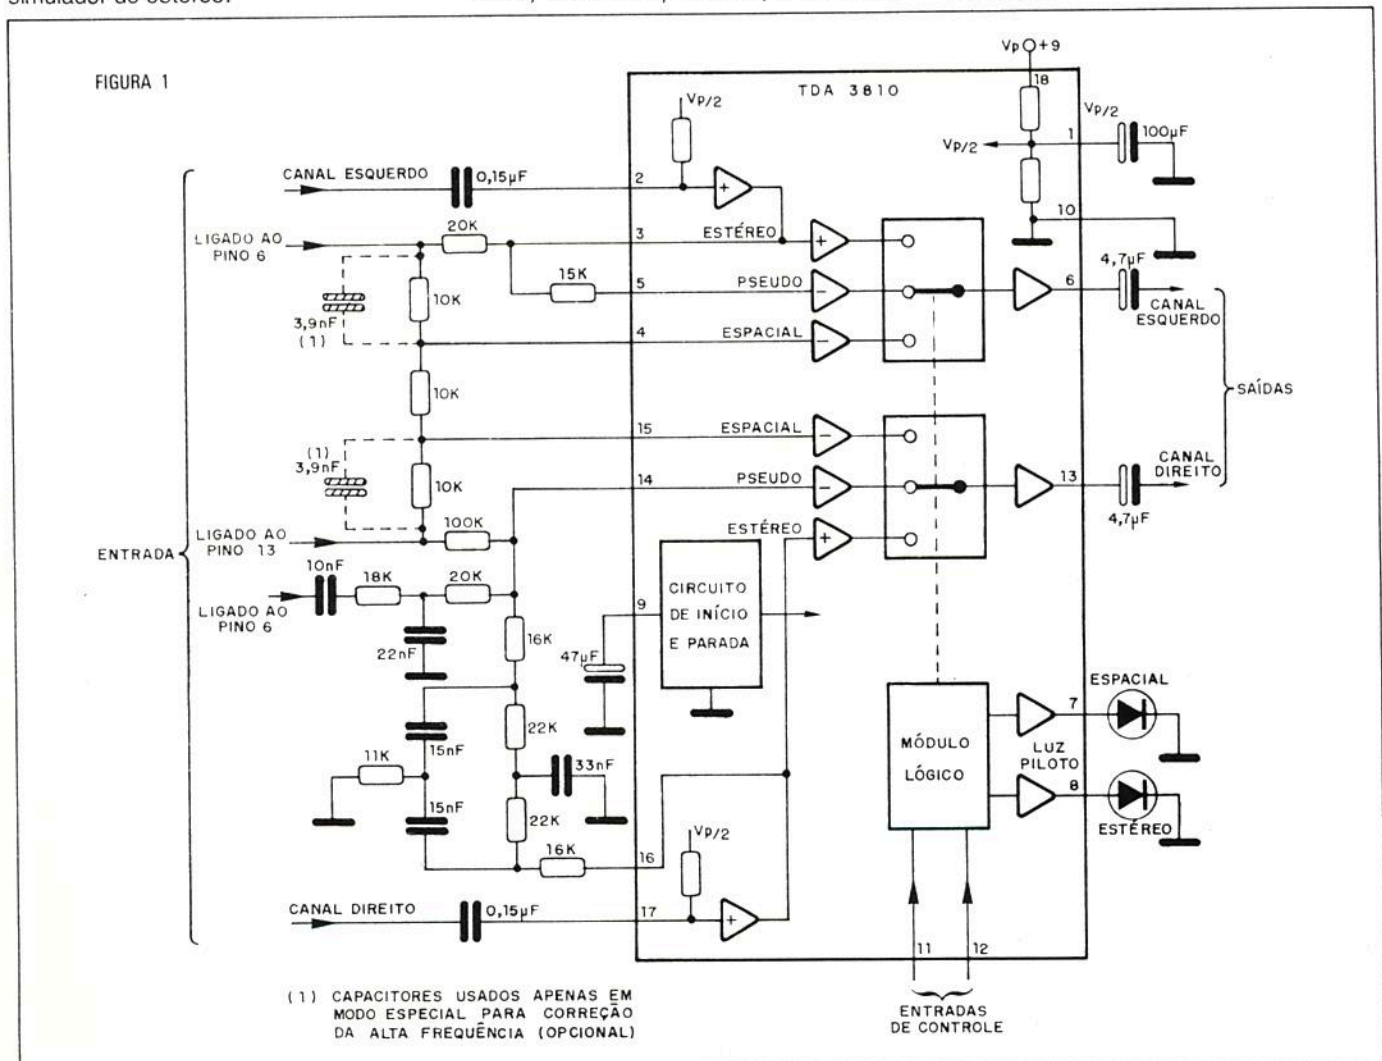 simulador de estéreo.
FIGURA 1
Vp +9
18
TDA 3810
Vp/2
Vp/2
1
100µF
Vp/2
CANAL ESQUERDO
0,15µF
2
+
10
LIGADO AO
PINO 6
20K
3
ESTÉREO
+
4,7µF
15K
5
PSEUDO
-
6
CANAL
ESQUERDO
10K
3,9nF
(1)
4
ESPACIAL
-
10K
SAÍDAS
15
ESPACIAL
-
(1)
3,9nF
10K
14
PSEUDO
-
13
CANAL
DIREITO
4,7µF
ENTRADA
LIGADO AO
PINO 13
100K
ESTÉREO
+
10nF
18K
20K
LIGADO AO
PINO 6
9
CIRCUITO
DE INÍCIO
E PARADA
16K
22nF
47µF
ESPACIAL
7
22K
15nF
11K
33nF
MÓDULO
LÓGICO
LUZ
PILOTO
8
15nF
22K
ESTÉREO
Vp/2
16K
16
CANAL DIREITO
0,15µF
17
+
11
12
(1) CAPACITORES USADOS APENAS EM
MODO ESPECIAL PARA CORREÇÃO
DA ALTA FREQUÊNCIA (OPCIONAL)
ENTRADAS
DE CONTROLE